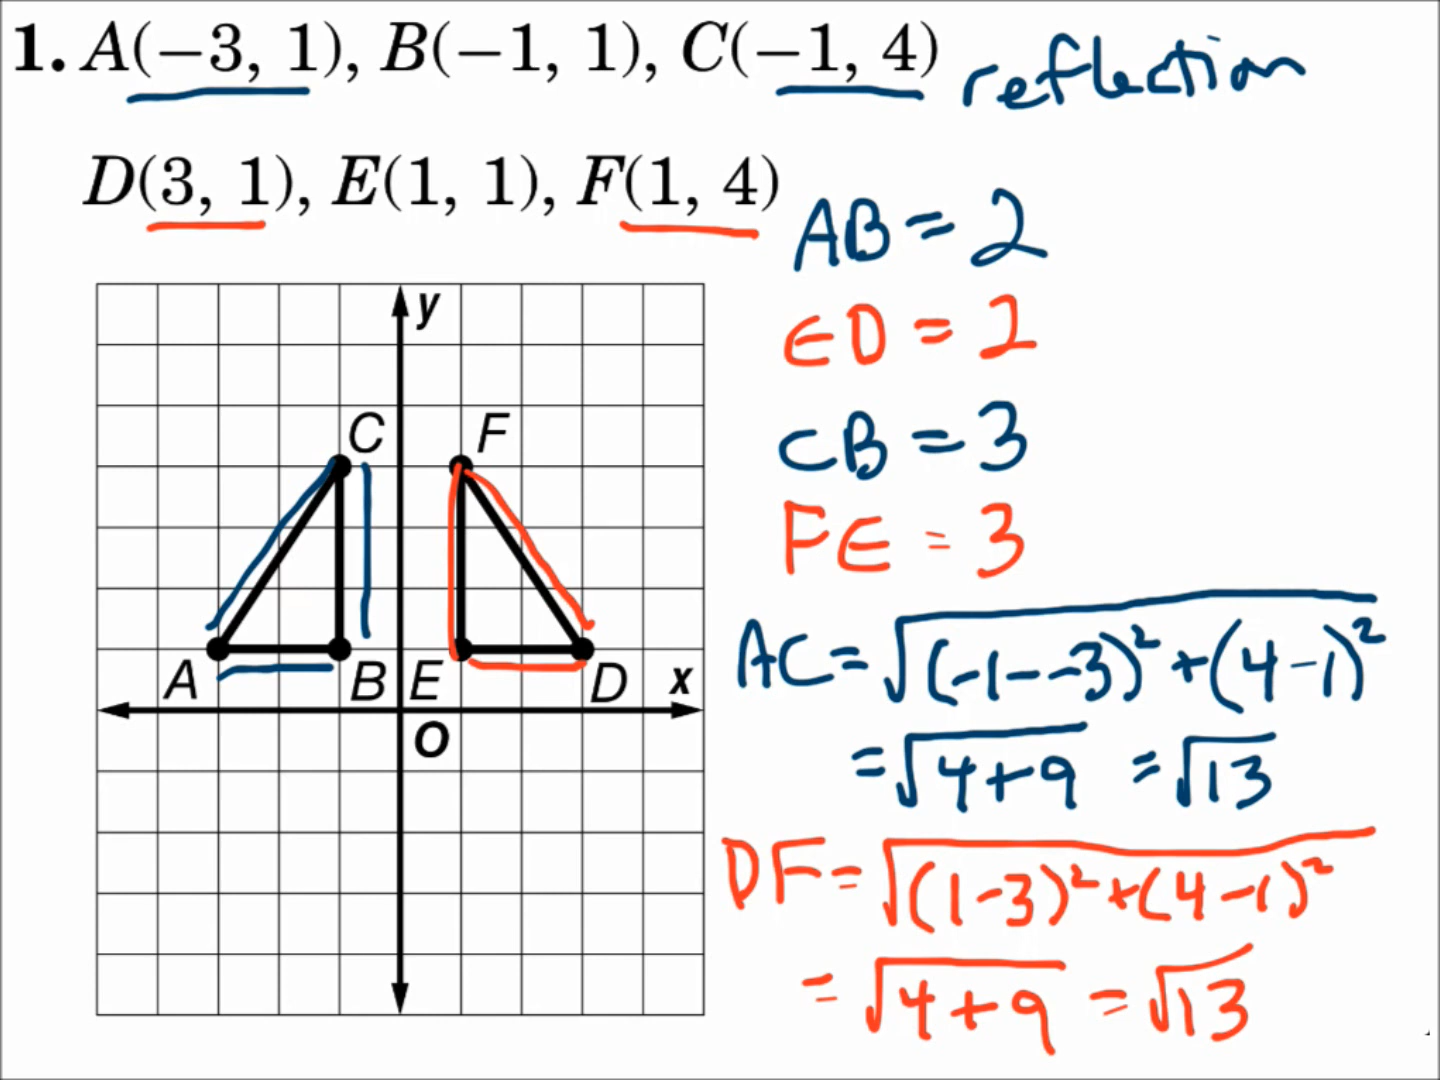 1. A(−3, 1), B(−1, 1), C(−1, 4) reflection
D(3, 1), E(1, 1), F(1, 4)
AB = 2
ED = 2
CB = 3
FE = 3
AC = √(-1--3)² + (4-1)²
= √4+9 = √13
DF = √(1-3)² + (4-1)²
= √4+9 = √13
y
C F
A B E D x
O